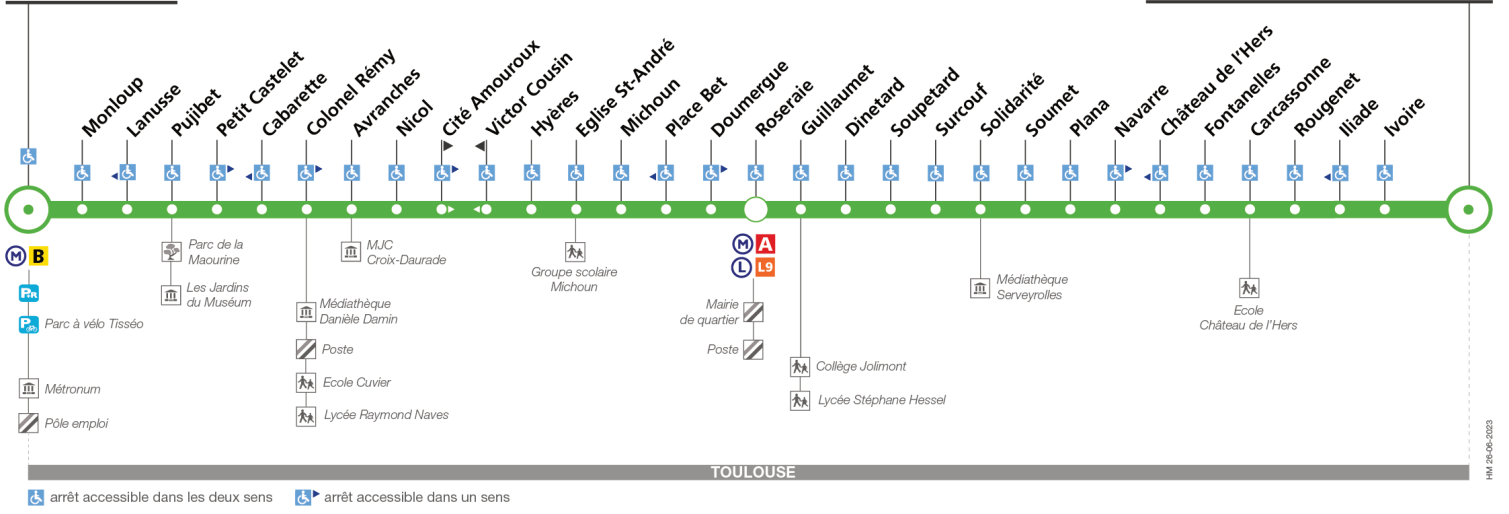 Monloup
Lanusse
Pujibet
Petit Castelet
Cabarette
Colonel Rémy
Avranches
Nicol
Cité Amouroux
Victor Cousin
Hyères
Eglise St-André
Michoun
Place Bet
Doumergue
Roseraie
Guillaumet
Dinetard
Soupetard
Surcouf
Solidarité
Soumet
Plana
Navarre
Château de l'Hers
Fontanelles
Carcassonne
Rougenet
Iliade
Ivoire
M B
P+R
P
Parc à vélo Tisséo
Métronum
Pôle emploi
Parc de la
Maourine
Les Jardins
du Muséum
Médiathèque
Danièle Damin
Poste
Ecole Cuvier
Lycée Raymond Naves
MJC
Croix-Daurade
Groupe scolaire
Michoun
M A
L L9
Mairie
de quartier
Poste
Collège Jolimont
Lycée Stéphane Hessel
Médiathèque
Serveyrolles
Ecole
Château de l'Hers
HM 26-06-2023
TOULOUSE
arrêt accessible dans les deux sens
arrêt accessible dans un sens